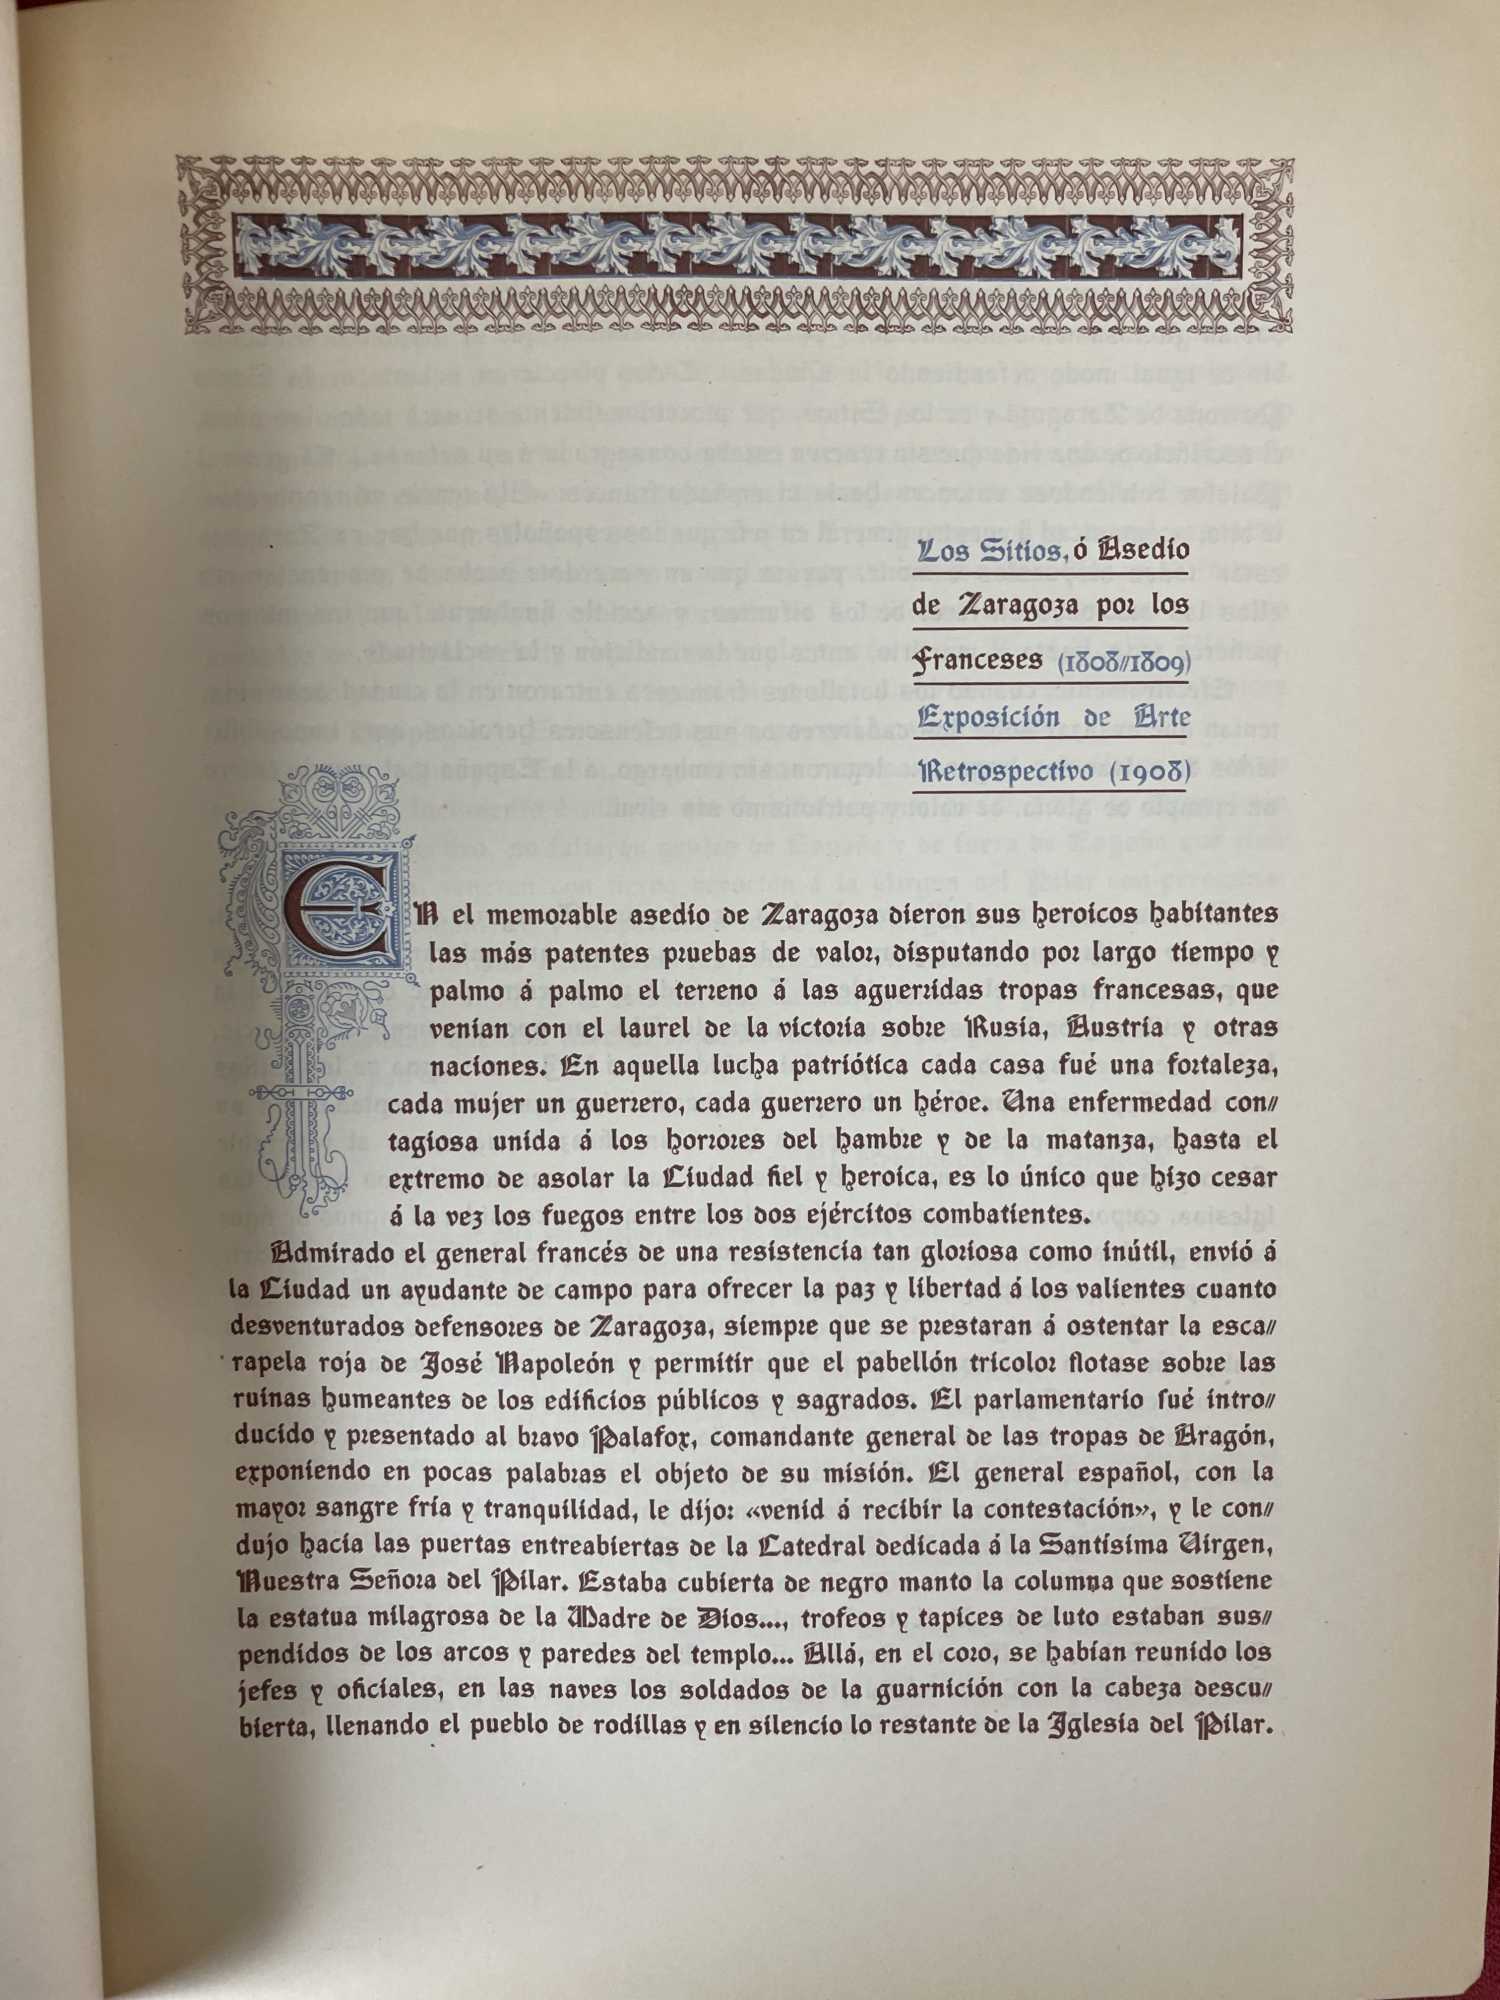 Los Sitios, ó Asedio
de Zaragoza por los
Franceses (1808//1809)
Exposición de Arte
Retrospectivo (1908)
EN el memorable asedio de Zaragoza dieron sus heroicos habitantes
las más patentes pruebas de valor, disputando por largo tiempo y
palmo á palmo el terreno á las aguerridas tropas francesas, que
venían con el laurel de la victoria sobre Rusia, Austria y otras
naciones. En aquella lucha patriótica cada casa fué una fortaleza,
cada mujer un guerrero, cada guerrero un héroe. Una enfermedad con//
tagiosa unida á los horrores del hambre y de la matanza, hasta el
extremo de asolar la Ciudad fiel y heroica, es lo único que hizo cesar
á la vez los fuegos entre los dos ejércitos combatientes.
Admirado el general francés de una resistencia tan gloriosa como inútil, envió á
la Ciudad un ayudante de campo para ofrecer la paz y libertad á los valientes cuanto
desventurados defensores de Zaragoza, siempre que se prestaran á ostentar la esca//
rapela roja de José Napoleón y permitir que el pabellón tricolor flotase sobre las
ruinas humeantes de los edificios públicos y sagrados. El parlamentario fué intro//
ducido y presentado al bravo Palafox, comandante general de las tropas de Aragón,
exponiendo en pocas palabras el objeto de su misión. El general español, con la
mayor sangre fría y tranquilidad, le dijo: «venid á recibir la contestación», y le con//
dujo hacia las puertas entreabiertas de la Catedral dedicada á la Santísima Virgen,
Nuestra Señora del Pilar. Estaba cubierta de negro manto la columna que sostiene
la estatua milagrosa de la Madre de Dios..., trofeos y tapices de luto estaban sus//
pendidos de los arcos y paredes del templo... Allá, en el coro, se habían reunido los
jefes y oficiales, en las naves los soldados de la guarnición con la cabeza descu//
bierta, llenando el pueblo de rodillas y en silencio lo restante de la Iglesia del Pilar.